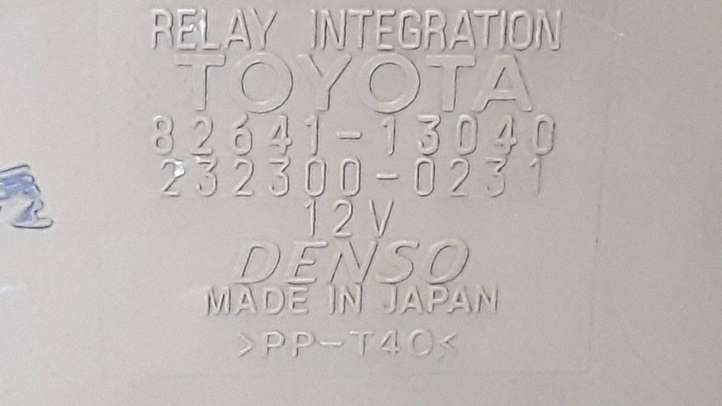 RELAY INTEGRATION
TOYOTA
82641-13040
232300-0231
12V
DENSO
MADE IN JAPAN
>PP-T40<